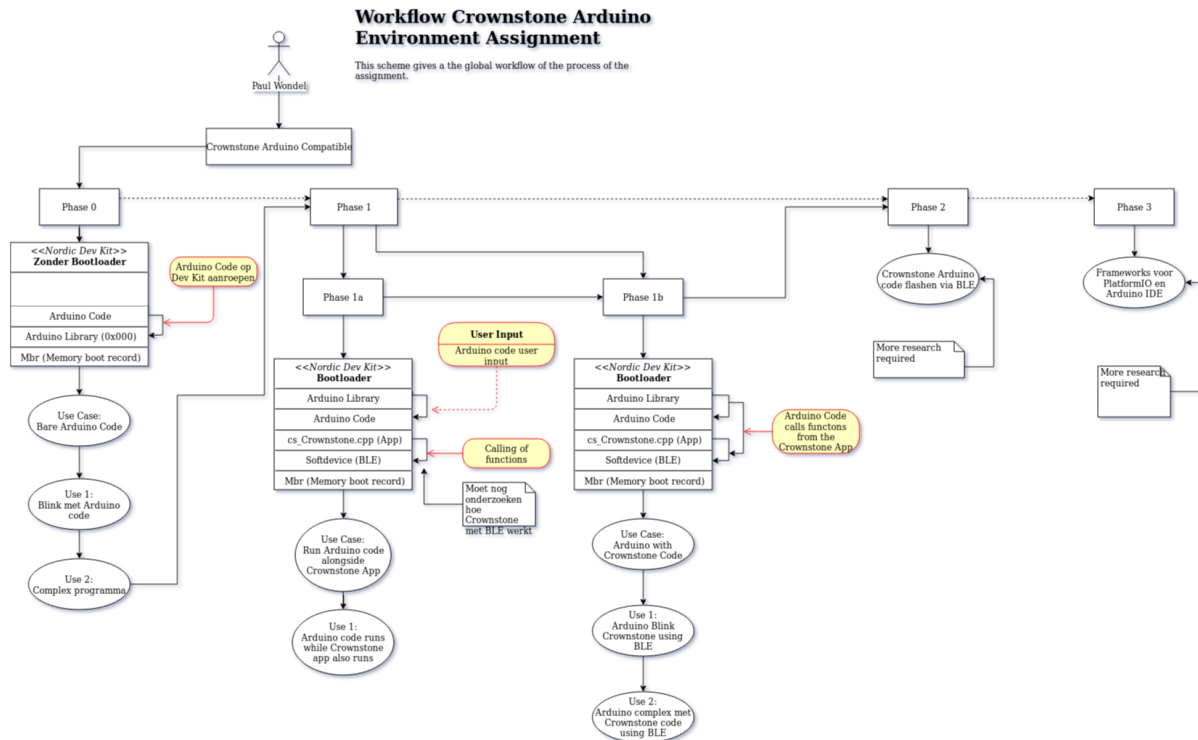 Workflow Crownstone Arduino
Environment Assignment
This scheme gives a the global workflow of the process of the
assignment.
Paul Wondel
Crownstone Arduino Compatible
Phase 0
Phase 1
Phase 2
Phase 3
<<Nordic Dev Kit>>
Zonder Bootloader
Arduino Code
Arduino Library (0x000)
Mbr (Memory boot record)
Arduino Code op
Dev Kit aanroepen
Use Case:
Bare Arduino Code
Use 1:
Blink met Arduino
code
Use 2:
Complex programma
Phase 1a
Phase 1b
<<Nordic Dev Kit>>
Bootloader
Arduino Library
Arduino Code
cs_Crownstone.cpp (App)
Softdevice (BLE)
Mbr (Memory boot record)
User Input
Arduino code user
input
Calling of
functions
Moet nog
onderzoeken
hoe
Crownstone
met BLE werkt
Use Case:
Run Arduino code
alongside
Crownstone App
Use 1:
Arduino code runs
while Crownstone
app also runs
<<Nordic Dev Kit>>
Bootloader
Arduino Library
Arduino Code
cs_Crownstone.cpp (App)
Softdevice (BLE)
Mbr (Memory boot record)
Arduino Code
calls functons
from the
Crownstone App
Use Case:
Arduino with
Crownstone Code
Use 1:
Arduino Blink
Crownstone using
BLE
Use 2:
Arduino complex met
Crownstone code
using BLE
Crownstone Arduino
code flashen via BLE
More research
required
Frameworks voor
PlatformIO en
Arduino IDE
More research
required